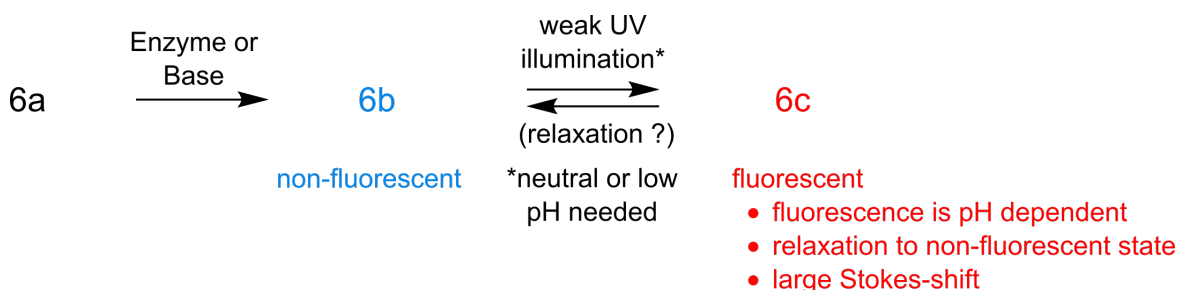 Enzyme or
Base
weak UV
illumination*
6a
6b
6c
(relaxation ?)
non-fluorescent
*neutral or low
pH needed
fluorescent
• fluorescence is pH dependent
• relaxation to non-fluorescent state
• large Stokes-shift